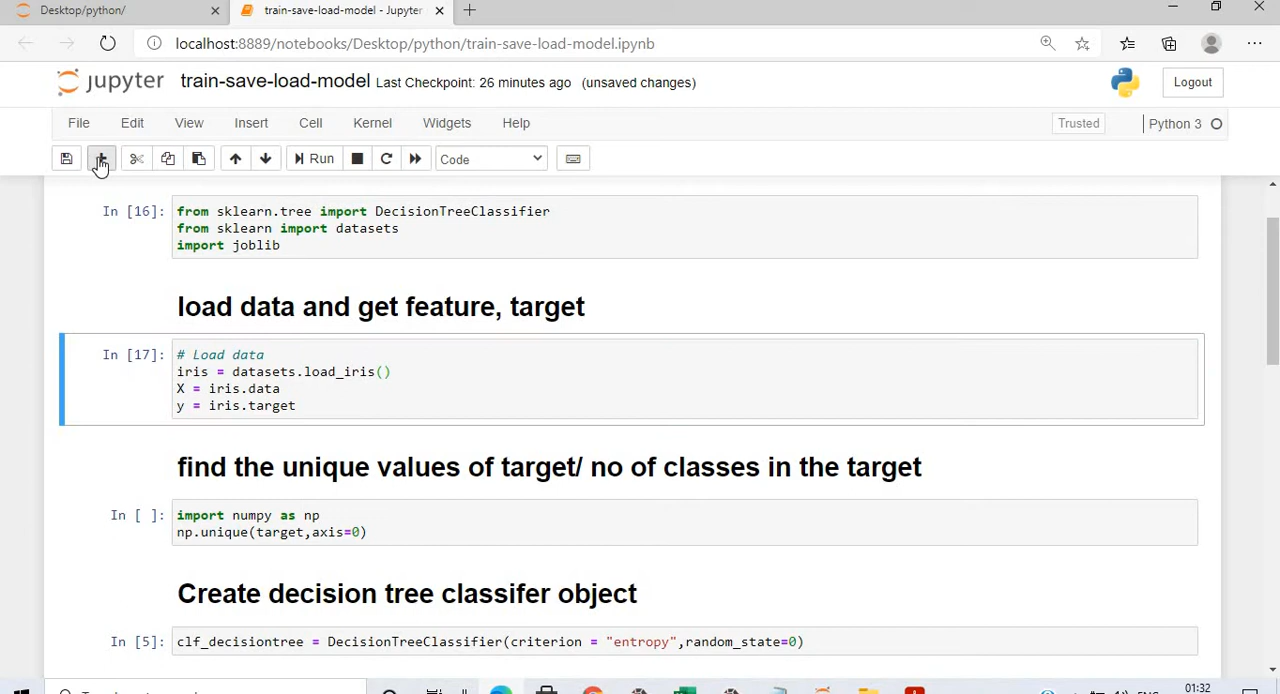 Desktop/python/
train-save-load-model - Jupyter
localhost:8889/notebooks/Desktop/python/train-save-load-model.ipynb
jupyter train-save-load-model Last Checkpoint: 26 minutes ago (unsaved changes)
Logout
File Edit View Insert Cell Kernel Widgets Help
Trusted
Python 3
Run
Code
In [16]: from sklearn.tree import DecisionTreeClassifier
from sklearn import datasets
import joblib
load data and get feature, target
In [17]: # Load data
iris = datasets.load_iris()
X = iris.data
y = iris.target
find the unique values of target/ no of classes in the target
In [ ]: import numpy as np
np.unique(target,axis=0)
Create decision tree classifer object
In [5]: clf_decisiontree = DecisionTreeClassifier(criterion = "entropy",random_state=0)
01:32